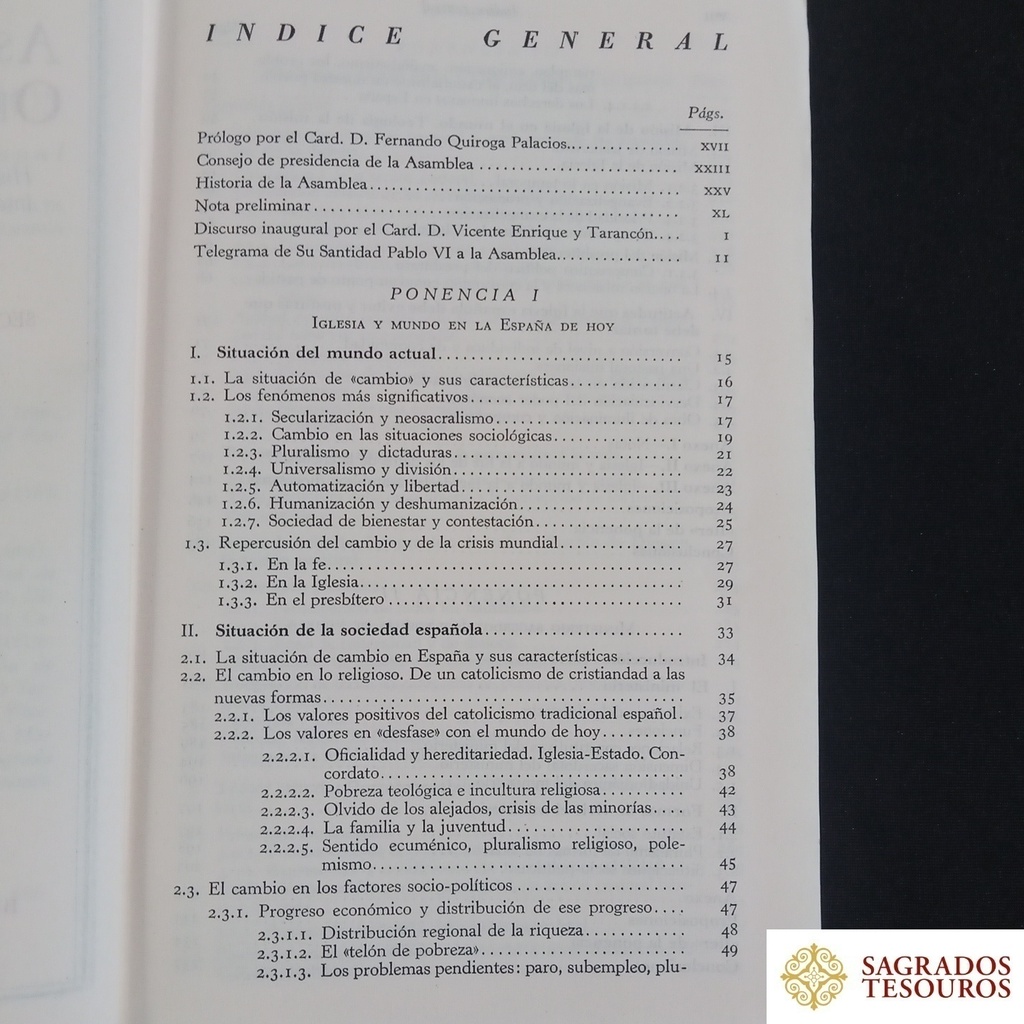 INDICE GENERAL
Págs.
Prólogo por el Card. D. Fernando Quiroga Palacios................ XVII
Consejo de presidencia de la Asamblea ........................ XXIII
Historia de la Asamblea...................................... XXV
Nota preliminar............................................. XL
Discurso inaugural por el Card. D. Vicente Enrique y Tarancón.... 1
Telegrama de Su Santidad Pablo VI a la Asamblea................ 11
PONENCIA I
IGLESIA Y MUNDO EN LA ESPAÑA DE HOY
I. Situación del mundo actual................................ 15
1.1. La situación de «cambio» y sus características.............. 16
1.2. Los fenómenos más significativos.......................... 17
1.2.1. Secularización y neosacralismo....................... 17
1.2.2. Cambio en las situaciones sociológicas................ 19
1.2.3. Pluralismo y dictaduras............................. 21
1.2.4. Universalismo y división............................ 22
1.2.5. Automatización y libertad........................... 23
1.2.6. Humanización y deshumanización..................... 24
1.2.7. Sociedad de bienestar y contestación.................. 25
1.3. Repercusión del cambio y de la crisis mundial............... 27
1.3.1. En la fe........................................... 27
1.3.2. En la Iglesia....................................... 29
1.3.3. En el presbítero.................................... 31
II. Situación de la sociedad española.......................... 33
2.1. La situación de cambio en España y sus características........ 34
2.2. El cambio en lo religioso. De un catolicismo de cristiandad a las
nuevas formas............................................. 35
2.2.1. Los valores positivos del catolicismo tradicional español. 37
2.2.2. Los valores en «desfase» con el mundo de hoy.......... 38
2.2.2.1. Oficialidad y hereditariedad. Iglesia-Estado. Con-
cordato..................................... 38
2.2.2.2. Pobreza teológica e incultura religiosa.......... 42
2.2.2.3. Olvido de los alejados, crisis de las minorías.... 43
2.2.2.4. La familia y la juventud...................... 44
2.2.2.5. Sentido ecuménico, pluralismo religioso, pole-
mismo...................................... 45
2.3. El cambio en los factores socio-políticos .................... 47
2.3.1. Progreso económico y distribución de ese progreso.... 47
2.3.1.1. Distribución regional de la riqueza............ 48
2.3.1.2. El «telón de pobreza»........................ 49
2.3.1.3. Los problemas pendientes: paro, subempleo, plu-
SAGRADOS
TESOUROS